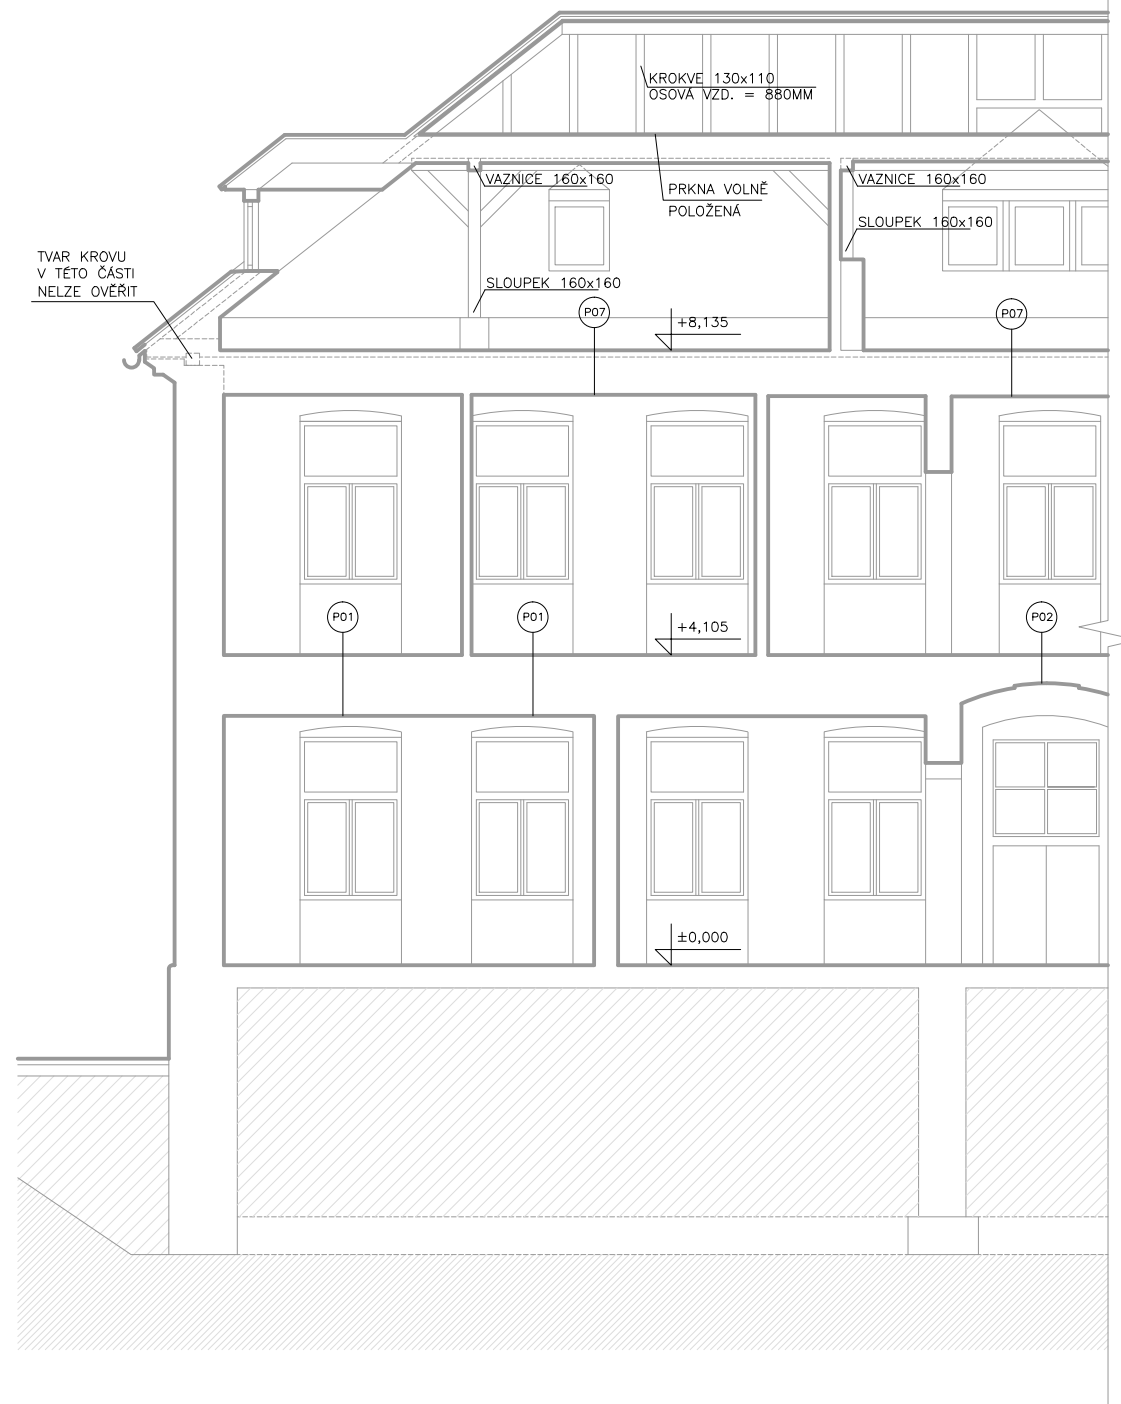 KROKVE 130x110
OSOVÁ VZD. = 880MM
VAZNICE 160x160
PRKNA VOLNĚ
POLOŽENÁ
VAZNICE 160x160
SLOUPEK 160x160
TVAR KROVU
V TÉTO ČÁSTI
NELZE OVĚŘIT
SLOUPEK 160x160
P07
+8,135
P07
P01
P01
+4,105
P02
±0,000